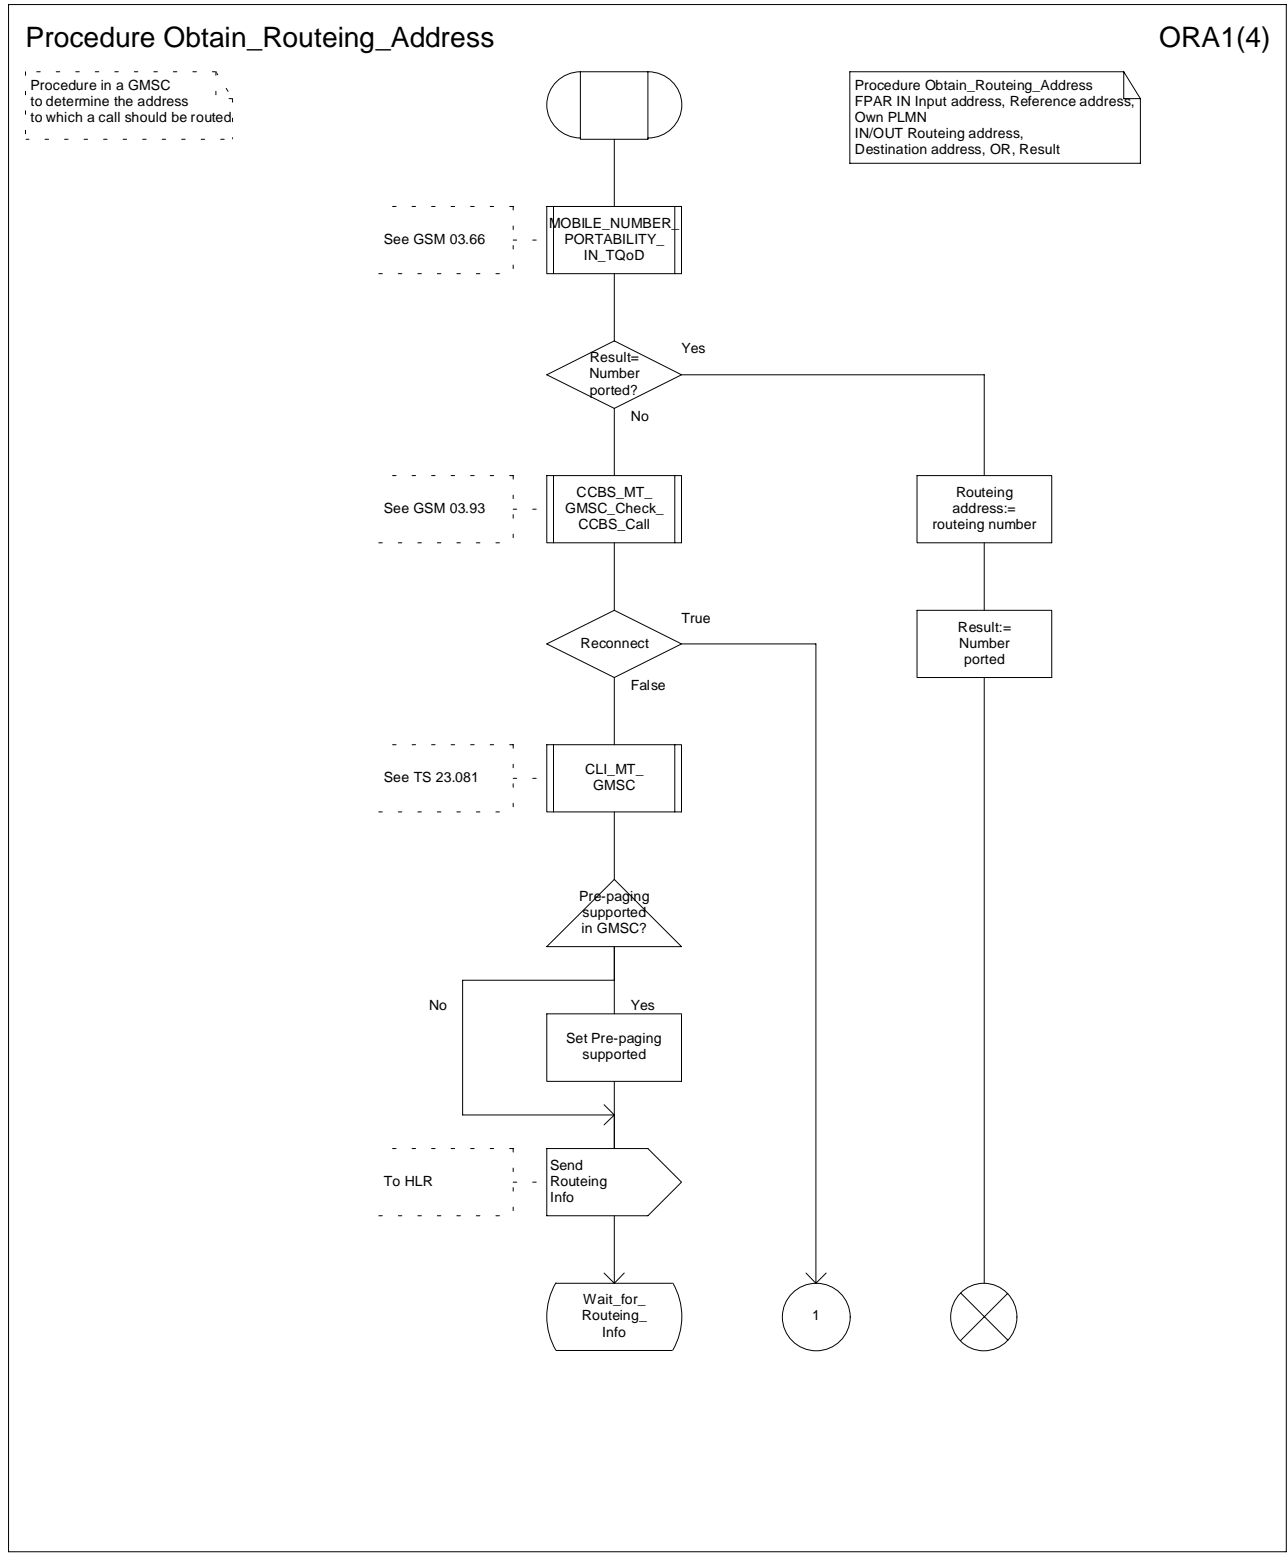 Procedure Obtain_Routeing_Address
ORA1(4)
Procedure in a GMSC
to determine the address
to which a call should be routed
Procedure Obtain_Routeing_Address
FPAR IN Input address, Reference address,
Own PLMN
IN/OUT Routeing address,
Destination address, OR, Result
See GSM 03.66
MOBILE_NUMBER_
PORTABILITY_
IN_TQoD
Result=
Number
ported?
Yes
No
See GSM 03.93
CCBS_MT_
GMSC_Check_
CCBS_Call
Routeing
address:=
routeing number
Reconnect
True
False
Result:=
Number
ported
See TS 23.081
CLI_MT_
GMSC
Pre-paging
supported
in GMSC?
No
Yes
Set Pre-paging
supported
To HLR
Send
Routeing
Info
Wait_for_
Routeing_
Info
1